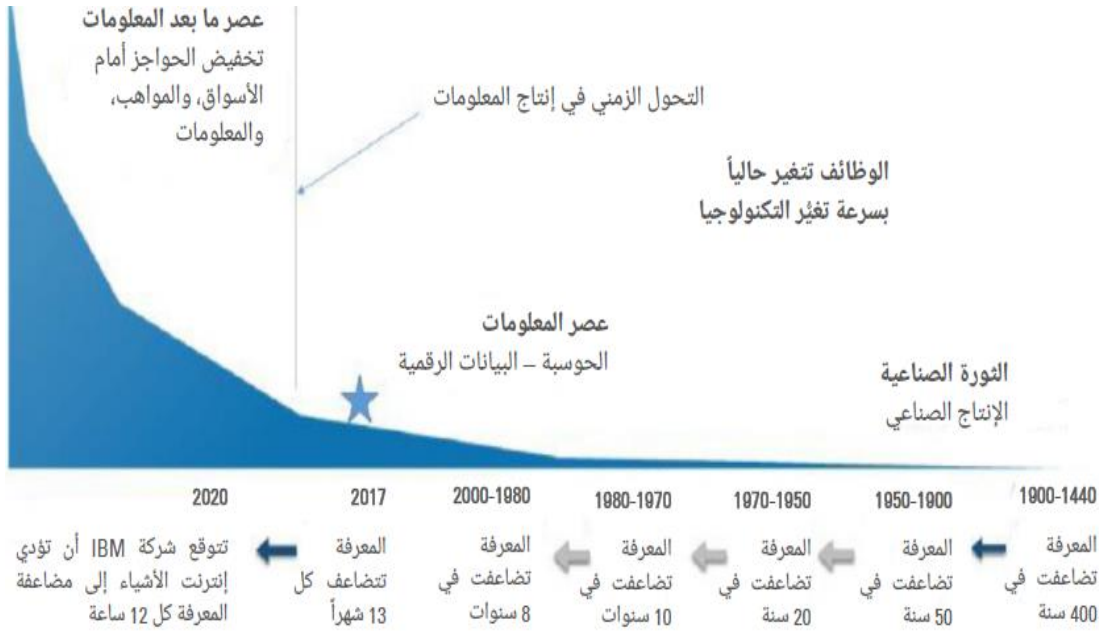 عصر ما بعد المعلومات
تخفيض الحواجز أمام
الأسواق، والمواهب،
والمعلومات
التحول الزمني في إنتاج المعلومات
الوظائف تتغير حالياً
بسرعة تغيُّر التكنولوجيا
عصر المعلومات
الحوسبة – البيانات الرقمية
الثورة الصناعية
الإنتاج الصناعي
1900-1440
المعرفة
تضاعفت في
400 سنة
1950-1900
المعرفة
تضاعفت في
50 سنة
1970-1950
المعرفة
تضاعفت في
20 سنة
1980-1970
المعرفة
تضاعفت في
10 سنوات
2000-1980
المعرفة
تضاعفت في
8 سنوات
2017
المعرفة
تتضاعف كل
13 شهراً
2020
تتوقع شركة IBM أن تؤدي
إنترنت الأشياء إلى مضاعفة
المعرفة كل 12 ساعة